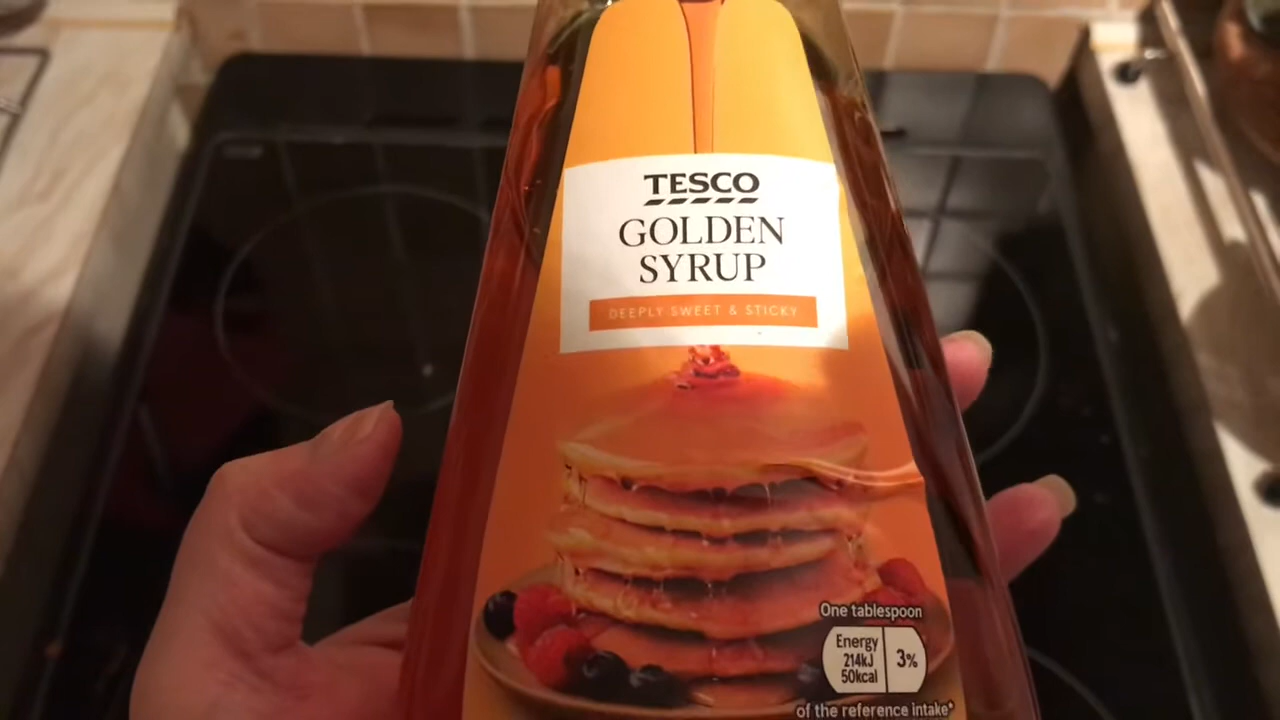 TESCO
GOLDEN
SYRUP
DEEPLY SWEET & STICKY
One tablespoon
Energy
214kJ
50kcal
3%
of the reference intake*